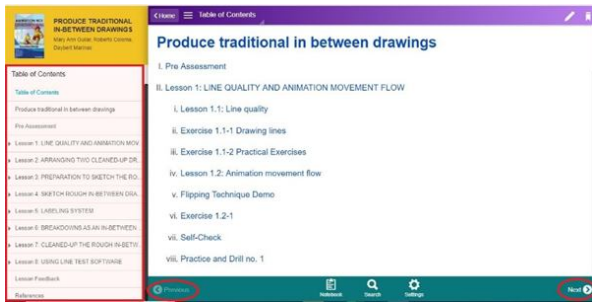 PRODUCE TRADITIONAL
IN-BETWEEN DRAWINGS
Mary Ann Gulair, Roberto Coloma,
Daylent Marcias
Table of Contents
Table of Contents
Produce traditional in between drawings
Pre Assessment
Lesson 1: LINE QUALITY AND ANIMATION MOV
Lesson 2: ARRANGING TWO CLEANED-UP DR...
Lesson 3: PREPARATION TO SKETCH THE RO...
Lesson 4: SKETCH ROUGH IN-BETWEEN DRA...
Lesson 5: LABELING SYSTEM
Lesson 6: BREAKDOWNS AS AN IN-BETWEEN
Lesson 7: CLEANED-UP THE ROUGH IN-BETW...
Lesson 8: USING LINE TEST SOFTWARE
Lesson Feedback
References
Home Table of Contents
Produce traditional in between drawings
I. Pre Assessment
II. Lesson 1: LINE QUALITY AND ANIMATION MOVEMENT FLOW
i. Lesson 1.1: Line quality
ii. Exercise 1.1-1 Drawing lines
iii. Exercise 1.1-2 Practical Exercises
iv. Lesson 1.2: Animation movement flow
v. Flipping Technique Demo
vi. Exercise 1.2-1
vii. Self-Check
viii. Practice and Drill no. 1
Previous Notebook Search Settings Next